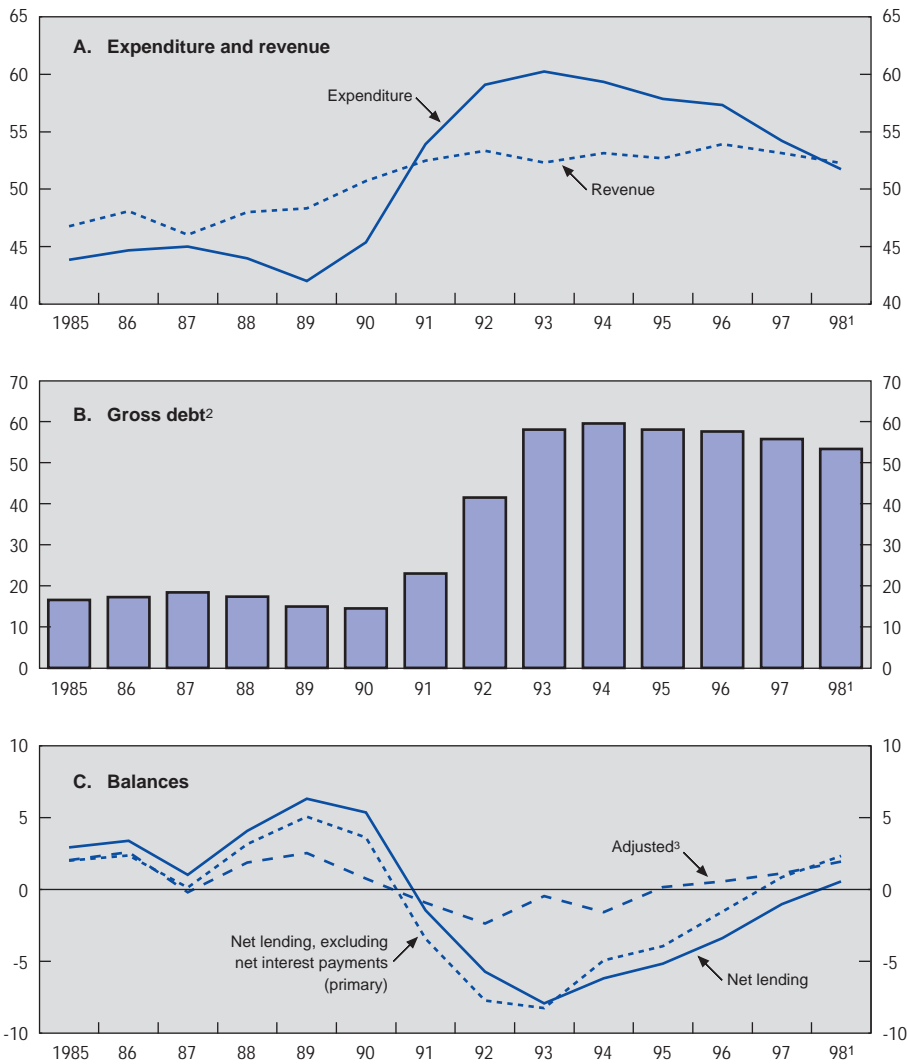 65 65
A. Expenditure and revenue
60 60
Expenditure
55 55
50 50
Revenue
45 45
40 40
1985 86 87 88 89 90 91 92 93 94 95 96 97 98¹
70 70
B. Gross debt²
60 60
50 50
40 40
30 30
20 20
10 10
0 0
1985 86 87 88 89 90 91 92 93 94 95 96 97 98¹
10 10
C. Balances
5 5
Adjusted³
0 0
Net lending, excluding
net interest payments
(primary)
Net lending
-5 -5
-10 -10
1985 86 87 88 89 90 91 92 93 94 95 96 97 98¹